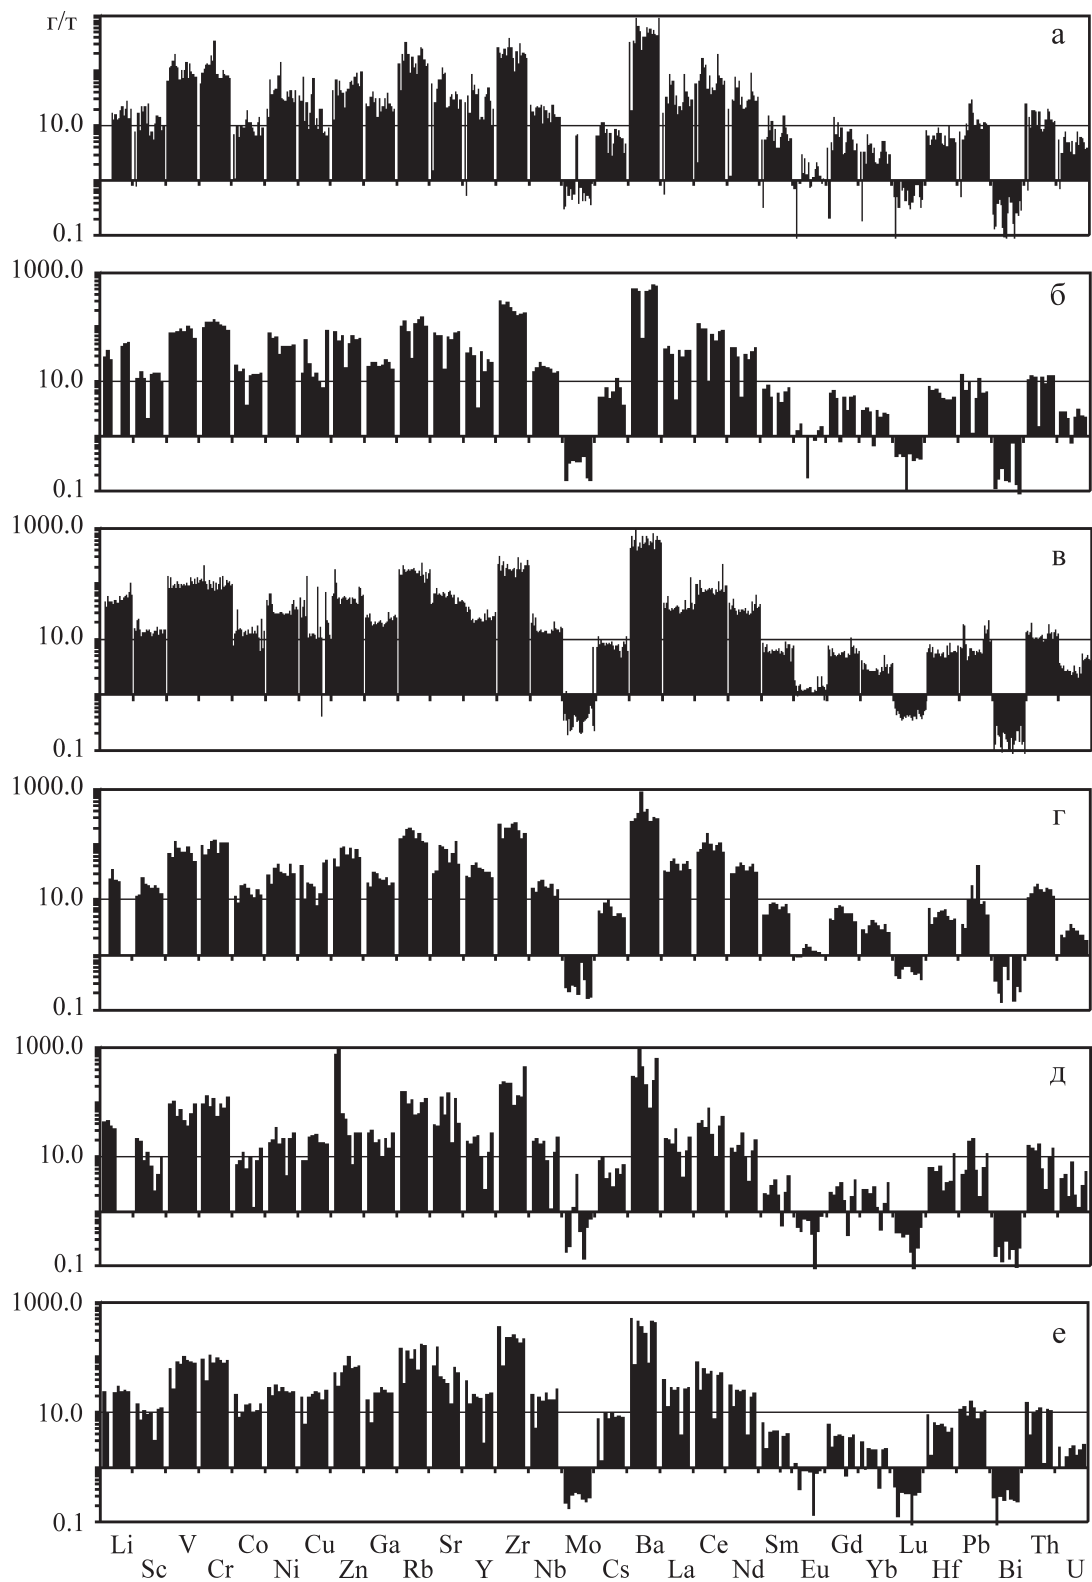 г/т
а
10.0
0.1
1000.0
б
10.0
0.1
1000.0
в
10.0
0.1
1000.0
г
10.0
0.1
1000.0
д
10.0
0.1
1000.0
е
10.0
0.1
Li V Co Cu Ga Sr Zr Mo Ba Ce Sm Gd Lu Pb Th
Sc Cr Ni Zn Rb Y Nb Cs La Nd Eu Yb Hf Bi U